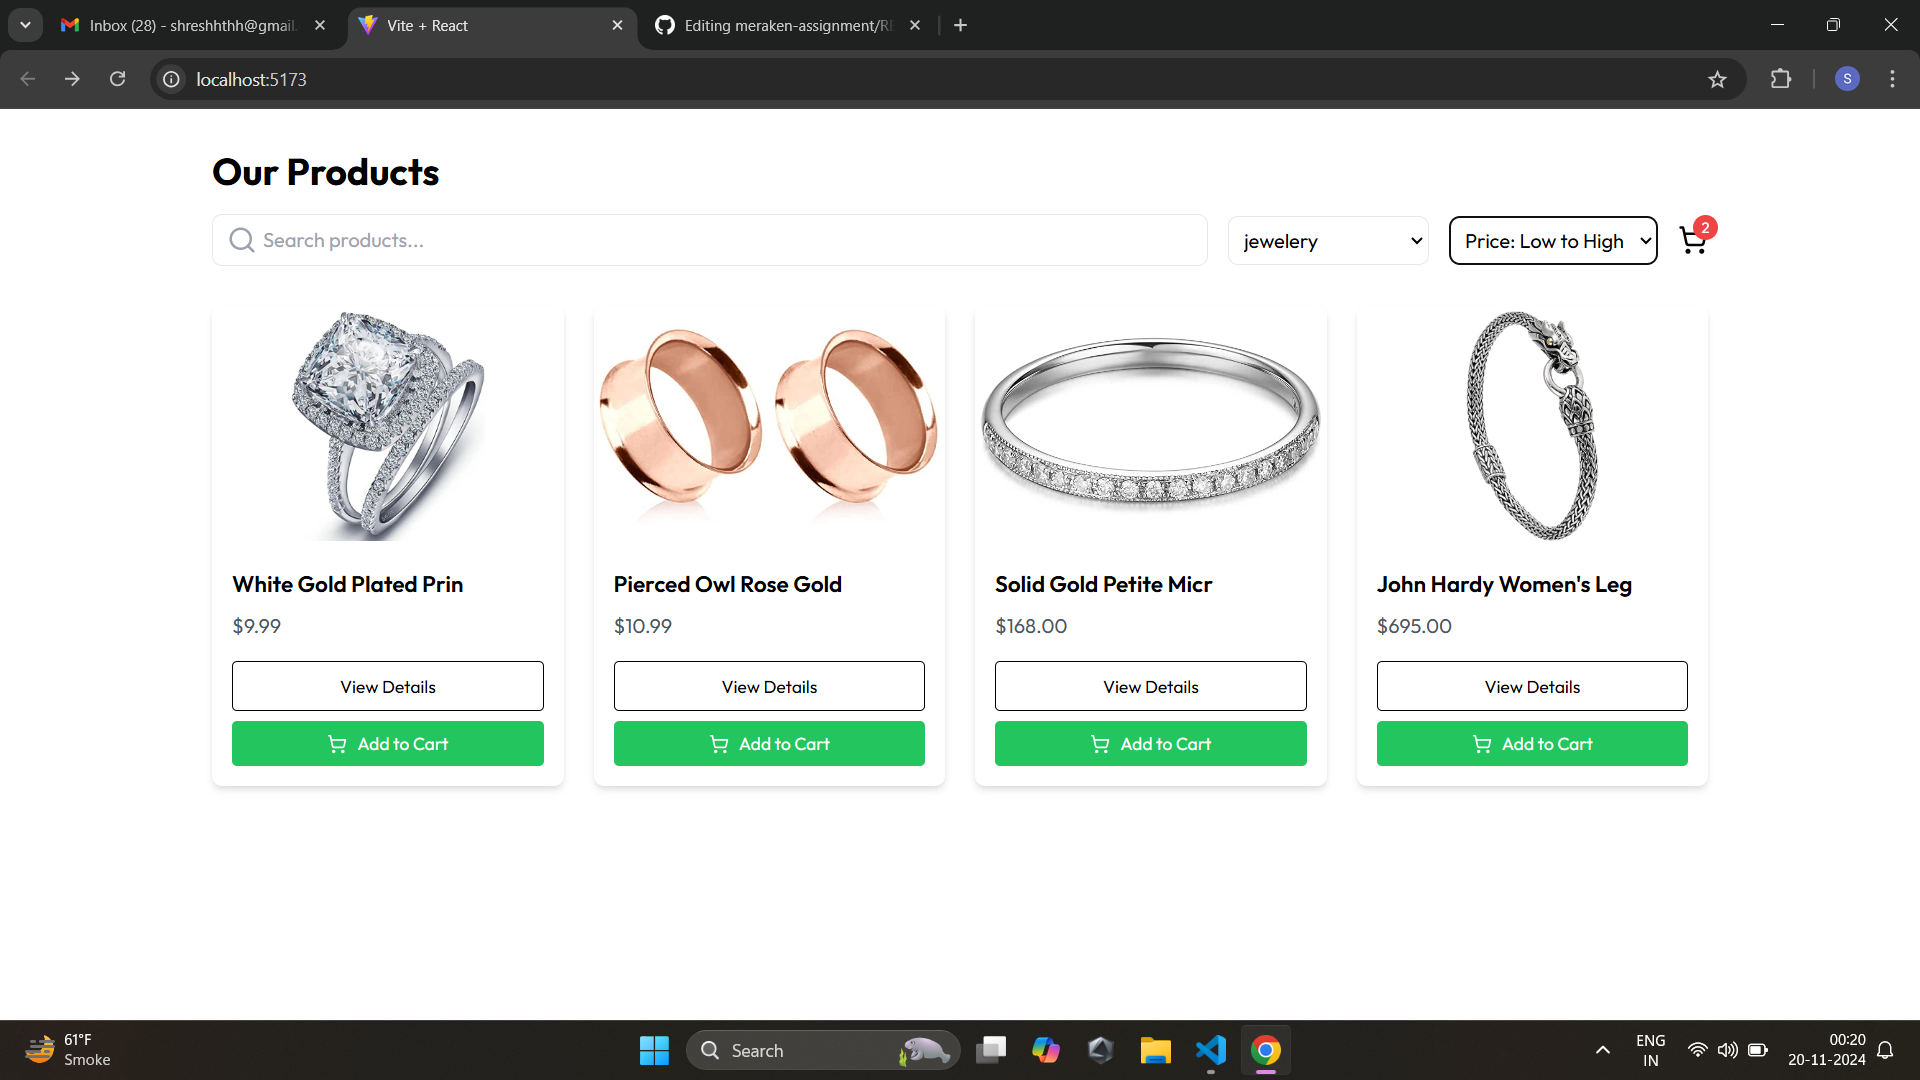 Inbox (28) - shreshhthh@gmail.
Vite + React
Editing meraken-assignment/RE
localhost:5173
S
Our Products
Search products...
jewelery
Price: Low to High
2
White Gold Plated Prin
Pierced Owl Rose Gold
Solid Gold Petite Micr
John Hardy Women's Leg
$9.99
$10.99
$168.00
$695.00
View Details
View Details
View Details
View Details
Add to Cart
Add to Cart
Add to Cart
Add to Cart
61°F
Smoke
Search
ENG
IN
00:20
20-11-2024